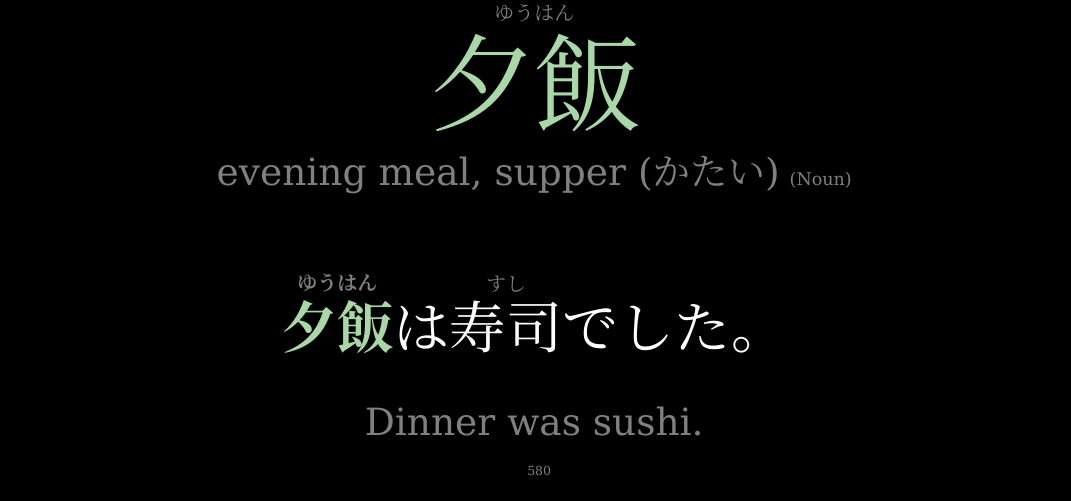 ゆうはん
夕飯
evening meal, supper (かたい) (Noun)
ゆうはん すし
夕飯は寿司でした。
Dinner was sushi.
580